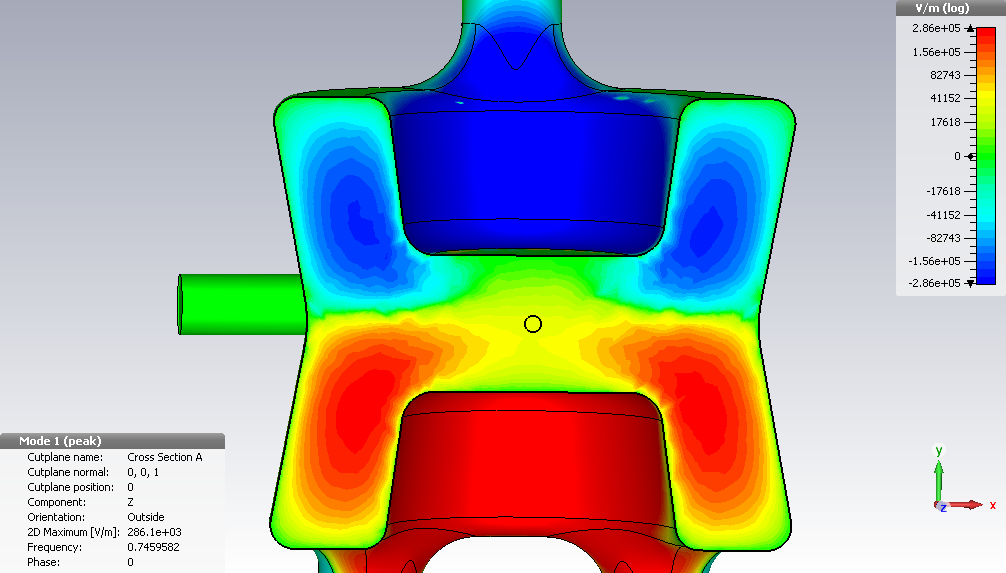 V/m (log)
2.86e+05
1.56e+05
82743
41152
17618
0
-17618
-41152
-82743
-1.56e+05
-2.86e+05
Mode 1 (peak)
Cutplane name: Cross Section A
Cutplane normal: 0, 0, 1
Cutplane position: 0
Component: Z
Orientation: Outside
2D Maximum [V/m]: 286.1e+03
Frequency: 0.7459582
Phase: 0
y
x
z